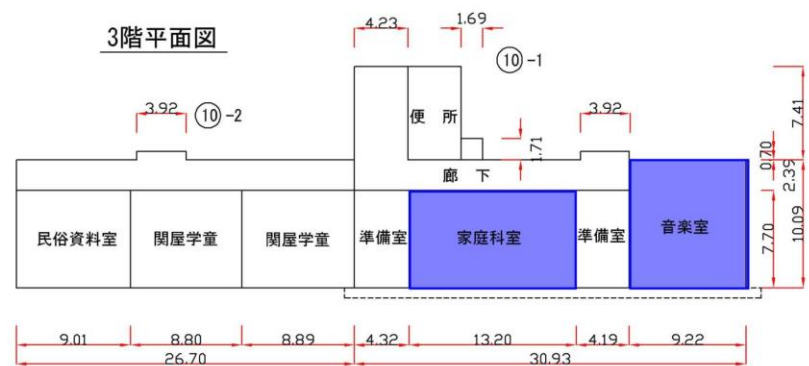 3階平面図
4.23
1.69
⑩-1
3.92
⑩-2
3.92
便 所
1.71
7.41
0.70
2.39
廊 下
民俗資料室
関屋学童
関屋学童
準備室
家庭科室
準備室
音楽室
7.70
10.09
9.01
8.80
8.89
4.32
13.20
4.19
9.22
26.70
30.93